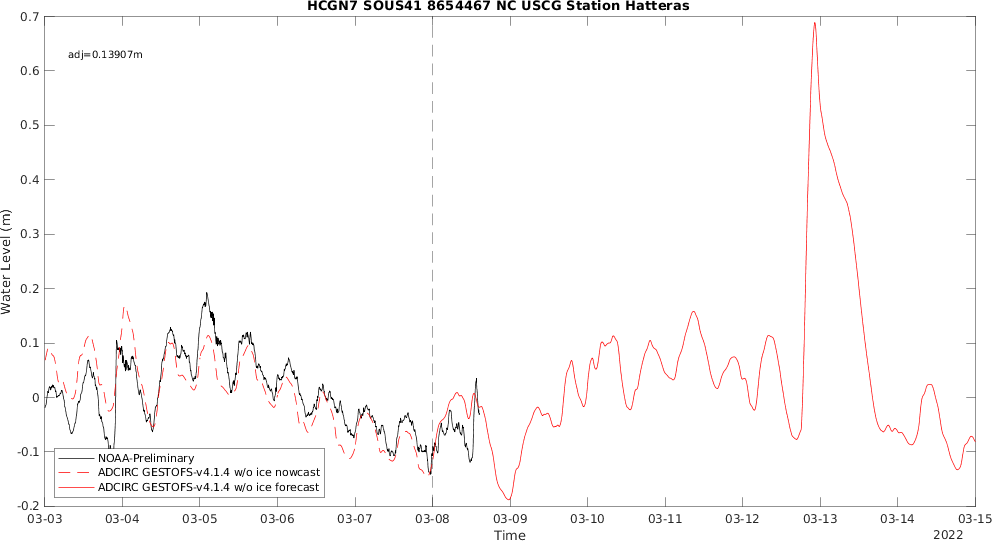 HCGN7 SOUS41 8654467 NC USCG Station Hatteras
adj=0.13907m
0.7
0.6
0.5
0.4
0.3
0.2
0.1
0
-0.1
-0.2
Water Level (m)
NOAA-Preliminary
ADCIRC GESTOFS-v4.1.4 w/o ice nowcast
ADCIRC GESTOFS-v4.1.4 w/o ice forecast
03-03 03-04 03-05 03-06 03-07 03-08 03-09 03-10 03-11 03-12 03-13 03-14 03-15
Time
2022